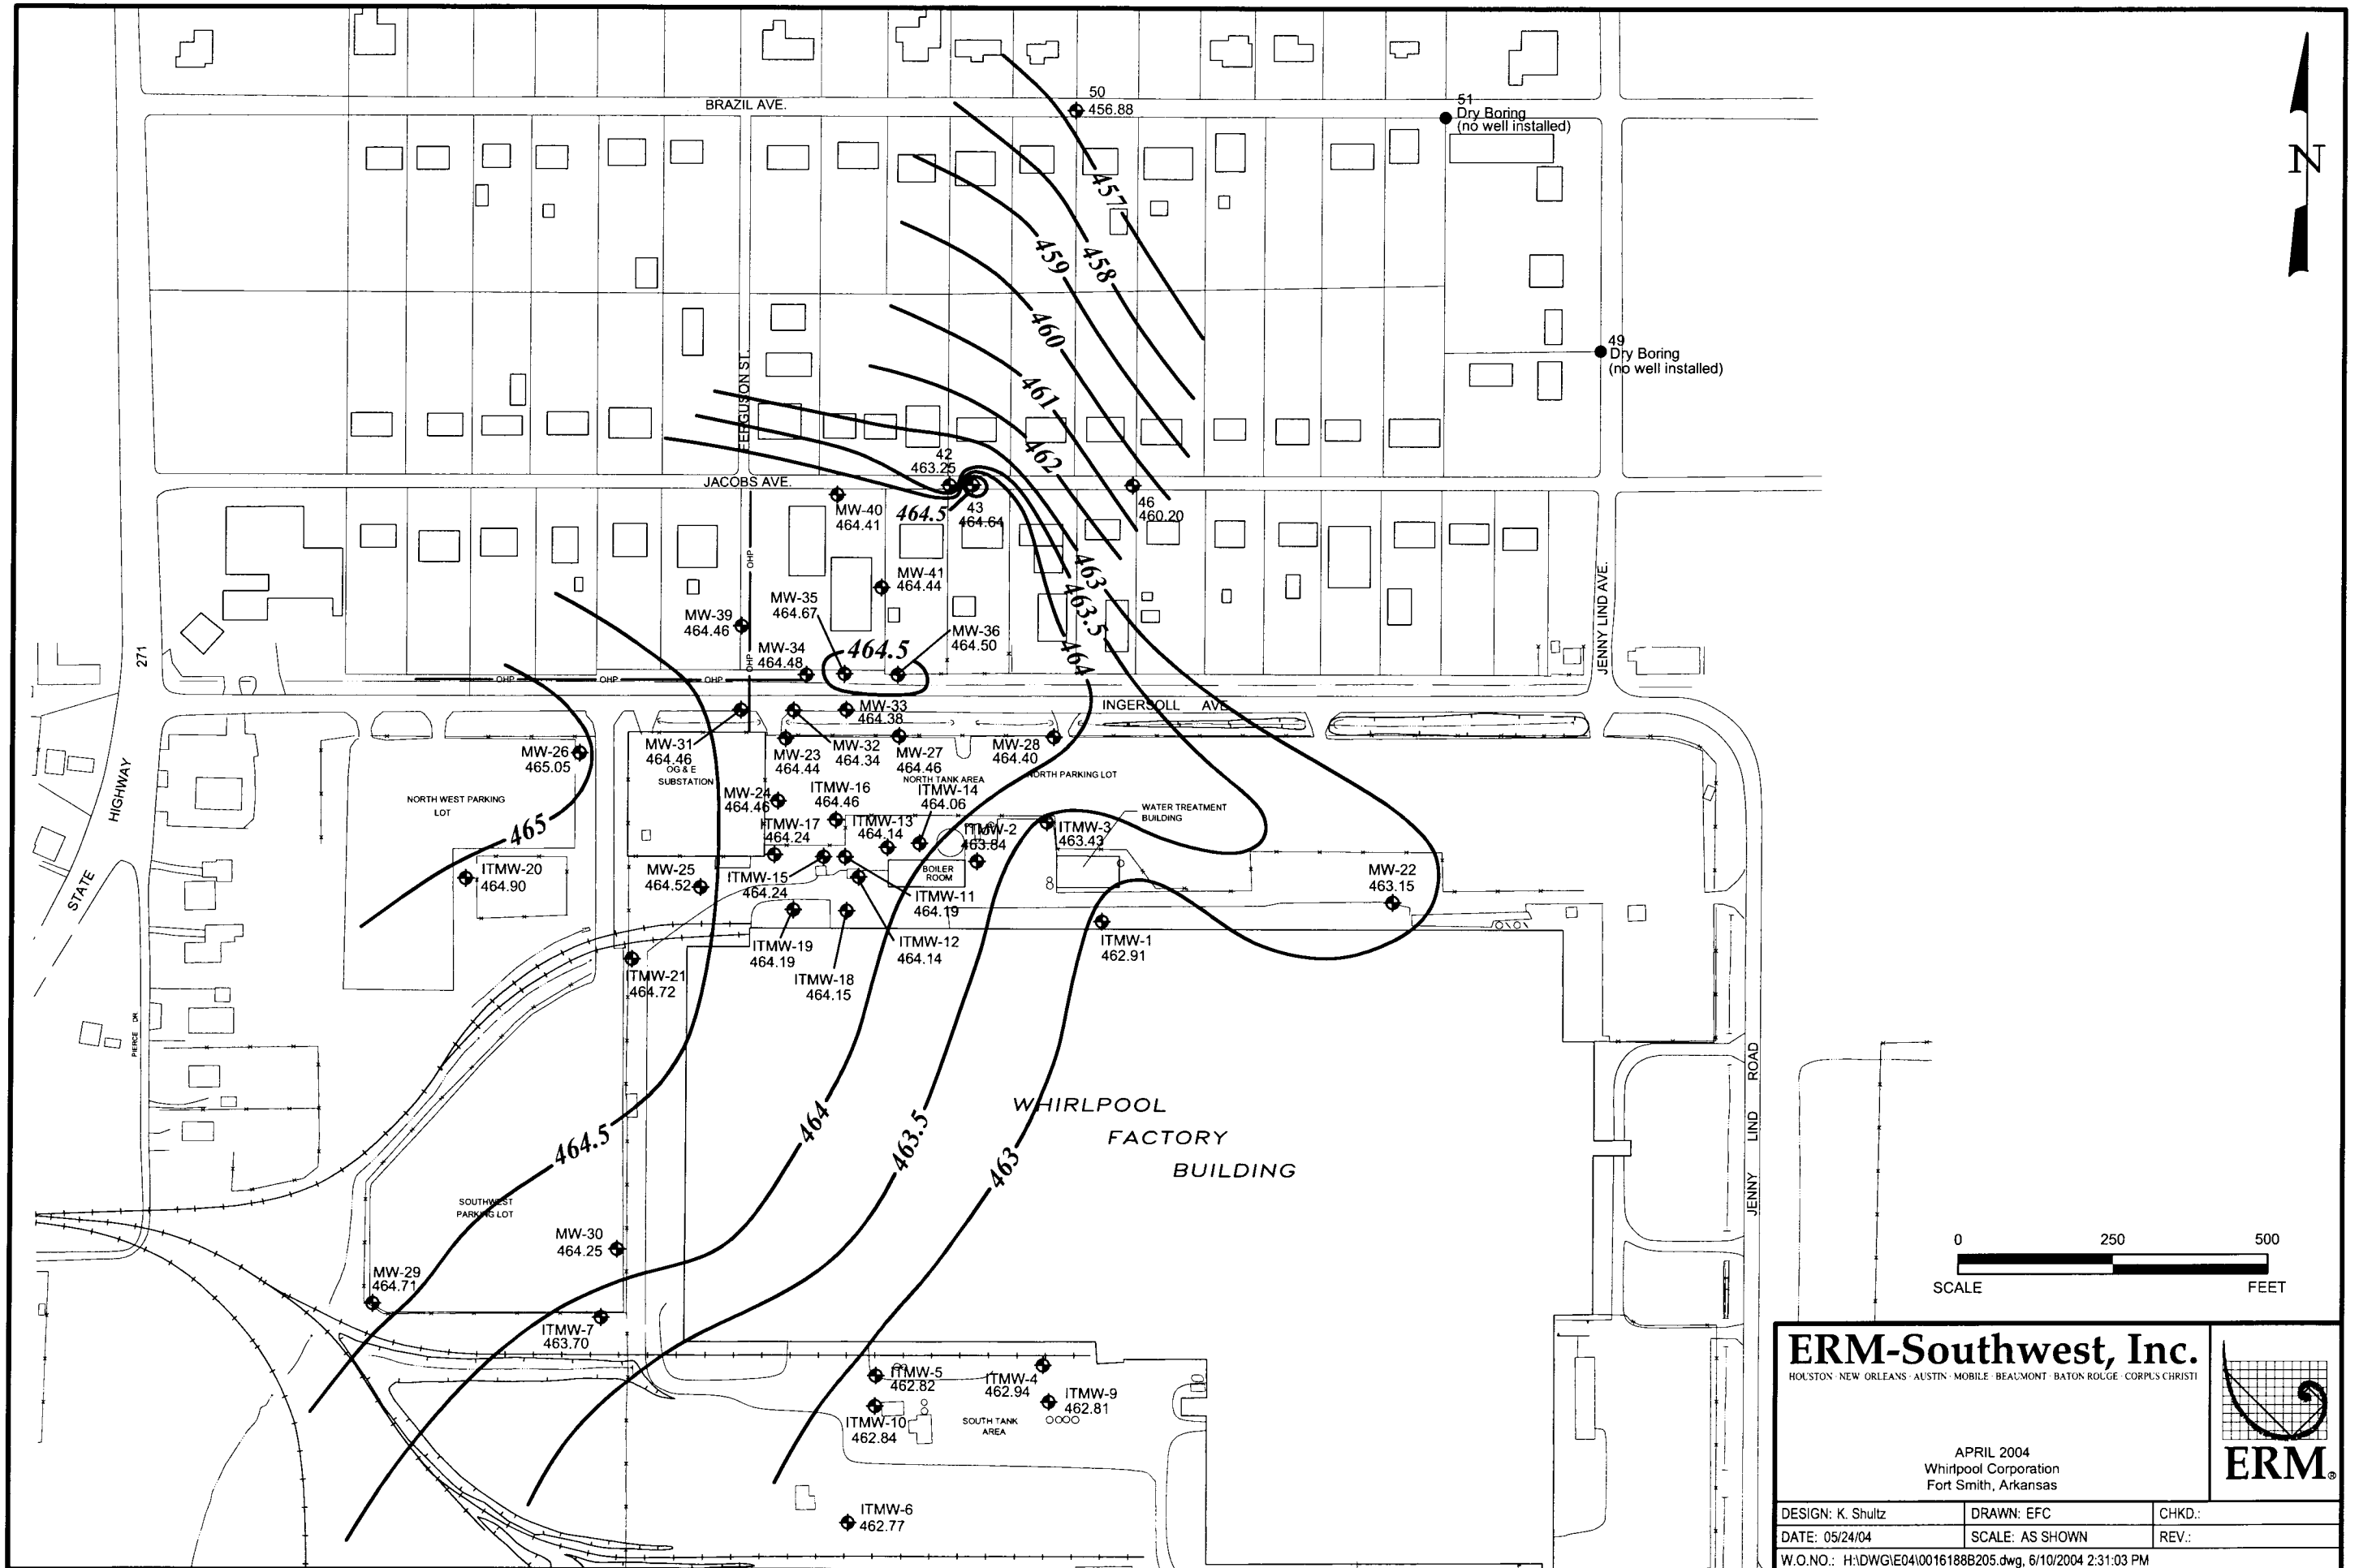 50
456.88
BRAZIL AVE.
51
Dry Boring
(no well installed)
N
457
458
459
460
461
462
49
Dry Boring
(no well installed)
FERGUSON ST.
JACOBS AVE.
42
463.25
464.5
43
464.64
MW-40
464.41
46
460.20
MW-41
464.44
MW-35
464.67
MW-39
464.46
MW-36
464.50
MW-34
464.48
464.5
463
463.5
464
JENNY LIND AVE.
271
OHP
OHP
OHP
OHP
OHP
INGERSOLL AVE
MW-33
464.38
MW-26
465.05
MW-31
464.46
OG & E
SUBSTATION
MW-23
464.44
MW-32
464.34
MW-27
464.46
MW-28
464.40
NORTH TANK AREA
NORTH PARKING LOT
NORTH WEST PARKING
LOT
MW-24
464.46
ITMW-16
464.46
ITMW-14
464.06
WATER TREATMENT
BUILDING
ITMW-17
464.24
ITMW-13
464.14
ITMW-2
463.84
ITMW-3
463.43
465
STATE HIGHWAY
ITMW-20
464.90
MW-25
464.52
ITMW-15
464.24
BOILER
ROOM
8
ITMW-11
464.19
MW-22
463.15
ITMW-19
464.19
ITMW-12
464.14
ITMW-18
464.15
ITMW-1
462.91
ITMW-21
464.72
PIERCE DR.
JENNY LIND ROAD
WHIRLPOOL
FACTORY
BUILDING
464.5
464
463.5
463
SOUTHWEST
PARKING LOT
MW-30
464.25
MW-29
464.71
ITMW-7
463.70
ITMW-5
462.82
ITMW-4
462.94
ITMW-9
462.81
ITMW-10
462.84
SOUTH TANK
AREA
ITMW-6
462.77
0 250 500
SCALE FEET
ERM-Southwest, Inc.
HOUSTON · NEW ORLEANS · AUSTIN · MOBILE · BEAUMONT · BATON ROUGE · CORPUS CHRISTI
ERM®
APRIL 2004
Whirlpool Corporation
Fort Smith, Arkansas
DESIGN: K. Shultz DRAWN: EFC CHKD.:
DATE: 05/24/04 SCALE: AS SHOWN REV.:
W.O.NO.: H:\DWG\E04\0016188B205.dwg, 6/10/2004 2:31:03 PM